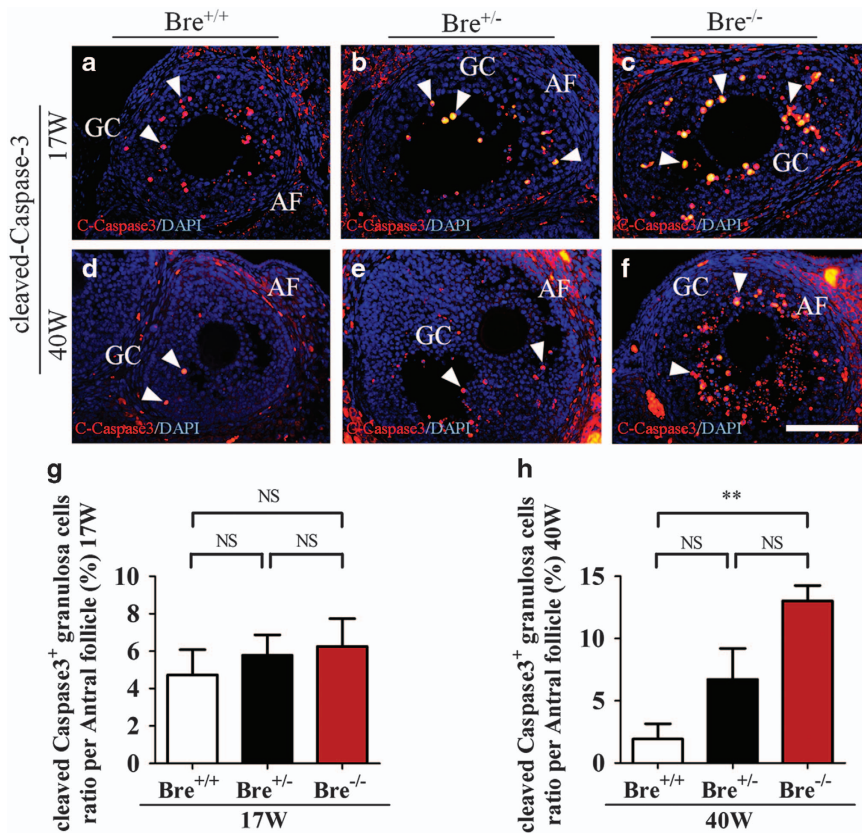 Bre+/+ Bre+/- Bre-/-
cleaved-Caspase-3
17W
40W
a
GC
AF
C-Caspase3/DAPI
b
GC
AF
C-Caspase3/DAPI
c
GC
C-Caspase3/DAPI
d
AF
GC
C-Caspase3/DAPI
e
AF
GC
C-Caspase3/DAPI
f
GC
AF
C-Caspase3/DAPI
g
cleaved Caspase3+ granulosa cells
ratio per Antral follicle (%) 17W
NS
NS NS
10
8
6
4
2
0
Bre+/+ Bre+/- Bre-/-
17W
h
cleaved Caspase3+ granulosa cells
ratio per Antral follicle (%) 40W
**
NS NS
15
10
5
0
Bre+/+ Bre+/- Bre-/-
40W